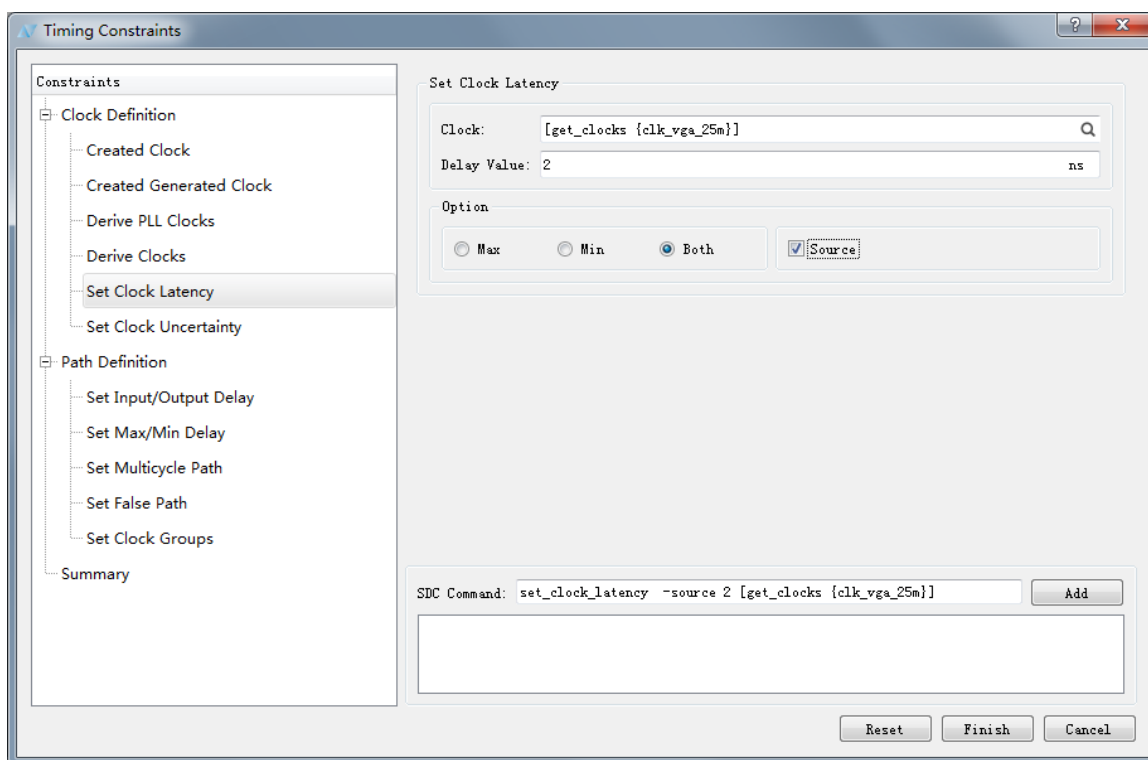 Timing Constraints
Constraints
Clock Definition
Created Clock
Created Generated Clock
Derive PLL Clocks
Derive Clocks
Set Clock Latency
Set Clock Uncertainty
Path Definition
Set Input/Output Delay
Set Max/Min Delay
Set Multicycle Path
Set False Path
Set Clock Groups
Summary
Set Clock Latency
Clock: [get_clocks {clk_vga_25m}]
Delay Value: 2 ns
Option
Max Min Both Source
SDC Command: set_clock_latency  -source 2 [get_clocks {clk_vga_25m}] Add
Reset Finish Cancel